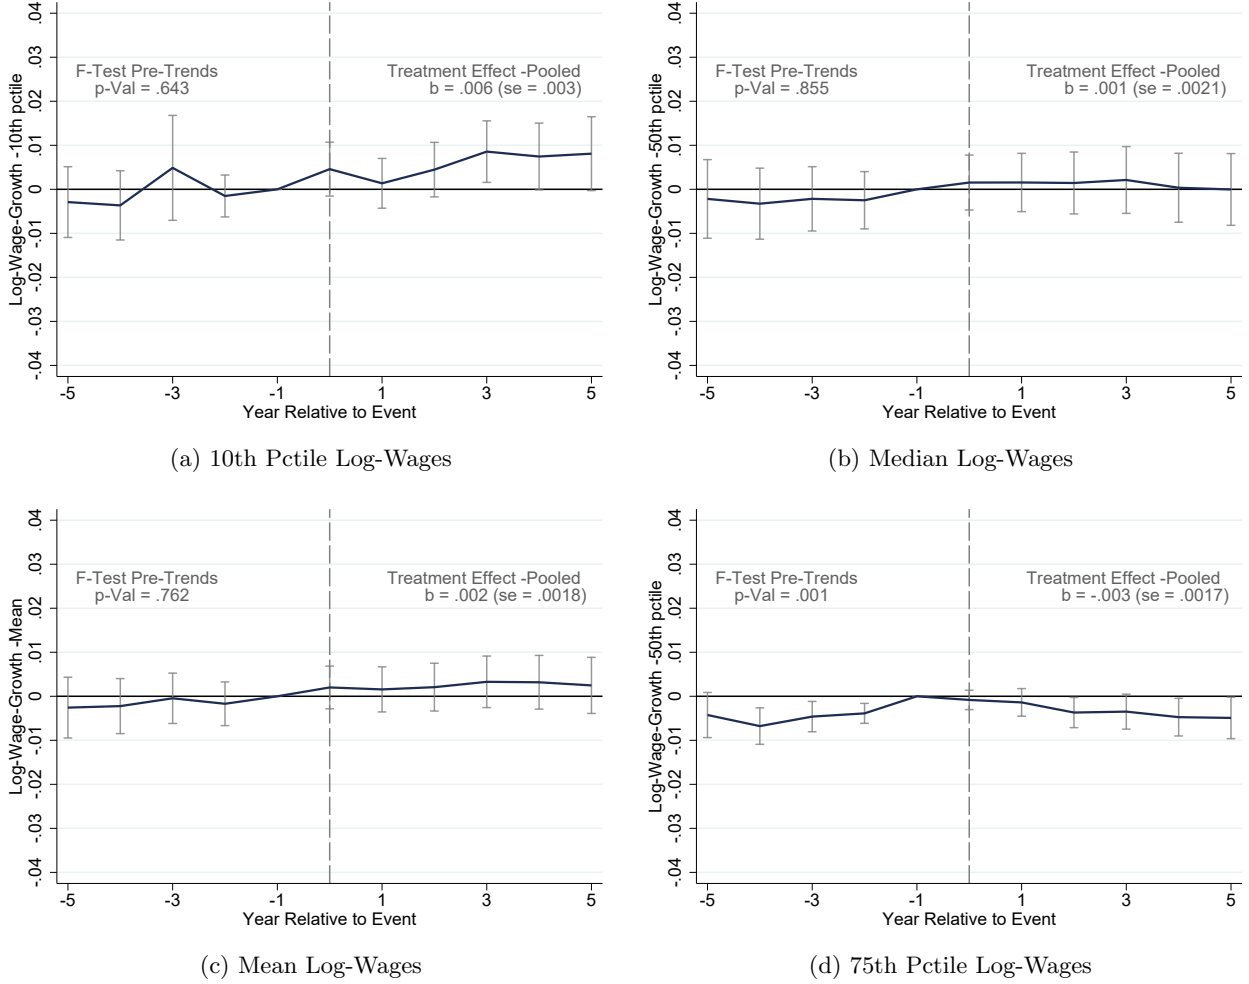 .04
.03
.02
.01
0
-.01
-.02
-.03
-.04
Log-Wage-Growth -10th pctile
F-Test Pre-Trends
p-Val = .643
Treatment Effect -Pooled
b = .006 (se = .003)
-5
-3
-1
1
3
5
Year Relative to Event
(a) 10th Pctile Log-Wages
.04
.03
.02
.01
0
-.01
-.02
-.03
-.04
Log-Wage-Growth -50th pctile
F-Test Pre-Trends
p-Val = .855
Treatment Effect -Pooled
b = .001 (se = .0021)
-5
-3
-1
1
3
5
Year Relative to Event
(b) Median Log-Wages
.04
.03
.02
.01
0
-.01
-.02
-.03
-.04
Log-Wage-Growth -Mean
F-Test Pre-Trends
p-Val = .762
Treatment Effect -Pooled
b = .002 (se = .0018)
-5
-3
-1
1
3
5
Year Relative to Event
(c) Mean Log-Wages
.04
.03
.02
.01
0
-.01
-.02
-.03
-.04
Log-Wage-Growth -50th pctile
F-Test Pre-Trends
p-Val = .001
Treatment Effect -Pooled
b = -.003 (se = .0017)
-5
-3
-1
1
3
5
Year Relative to Event
(d) 75th Pctile Log-Wages